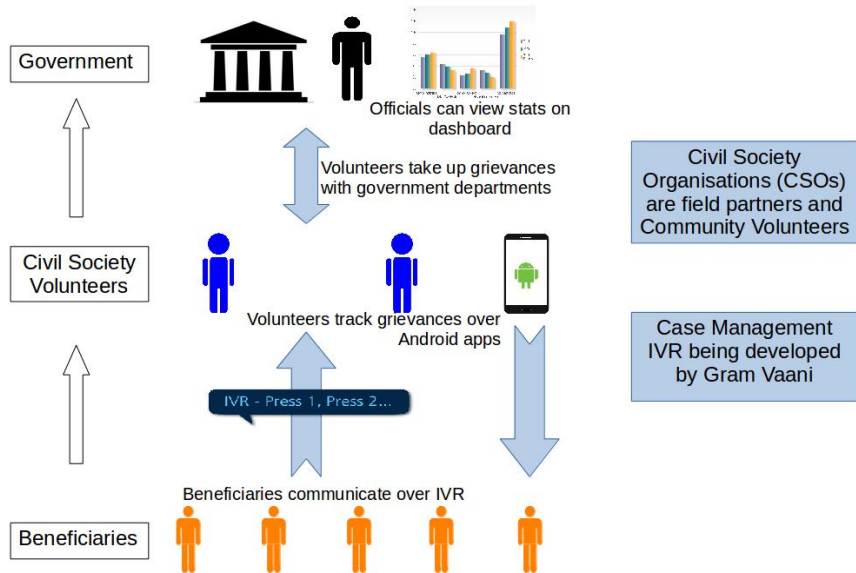 Government
Officials can view stats on
dashboard
Volunteers take up grievances
with government departments
Civil Society
Organisations (CSOs)
are field partners and
Community Volunteers
Civil Society
Volunteers
Volunteers track grievances over
Android apps
Case Management
IVR being developed
by Gram Vaani
IVR - Press 1, Press 2...
Beneficiaries communicate over IVR
Beneficiaries